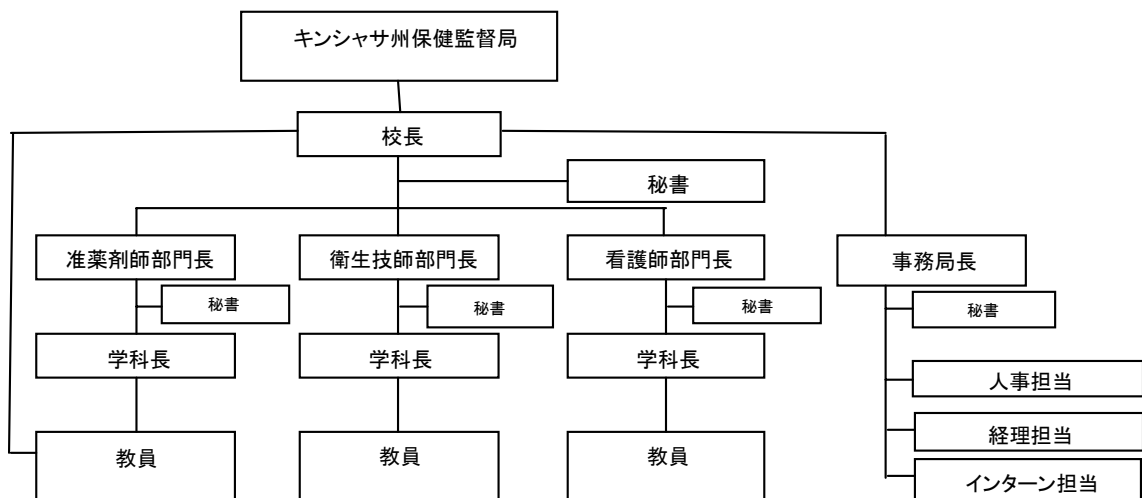 キンシャサ州保健監督局
校長
秘書
准薬剤師部門長
衛生技師部門長
看護師部門長
事務局長
秘書
秘書
秘書
秘書
学科長
学科長
学科長
人事担当
経理担当
教員
教員
教員
インターン担当